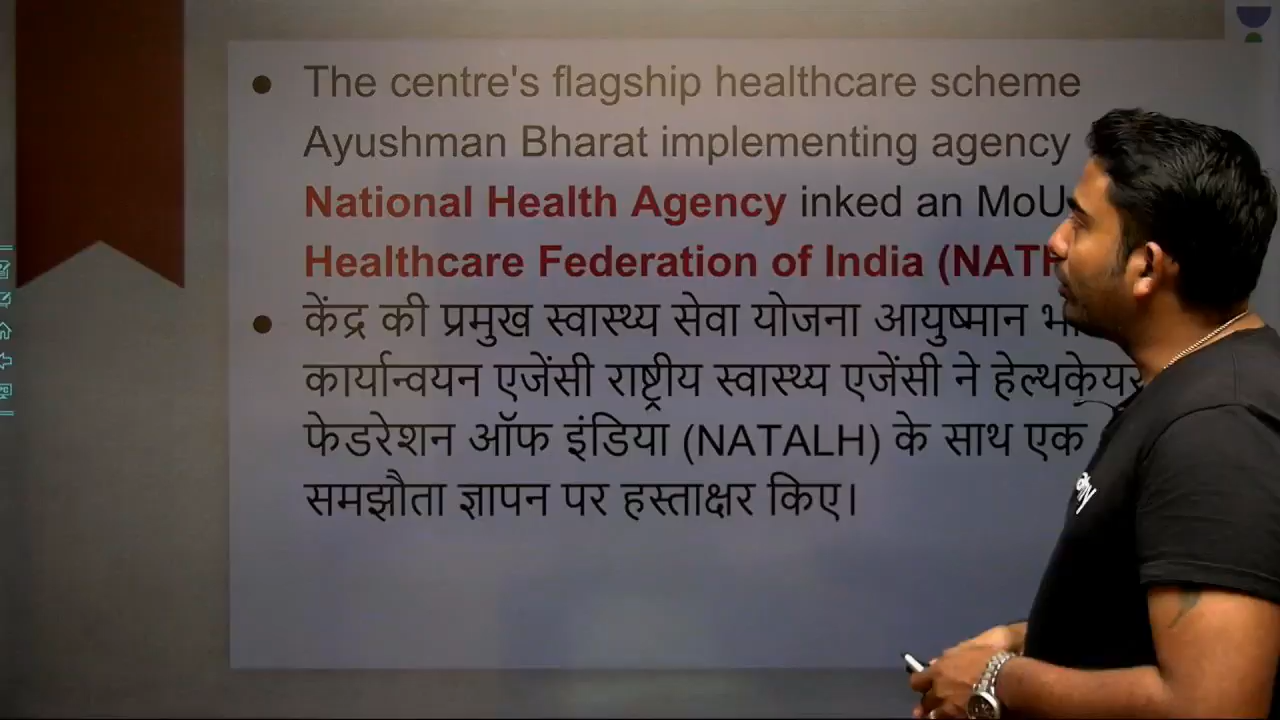 The centre's flagship healthcare scheme
Ayushman Bharat implementing agency
National Health Agency inked an MoU
Healthcare Federation of India
केंद्र की प्रमुख स्वास्थ्य सेवा योजना आयुष्मान
कार्यान्वयन एजेंसी राष्ट्रीय स्वास्थ्य एजेंसी ने हेल्थकेयर
फेडरेशन ऑफ इंडिया (NATALH) के साथ एक
समझौता ज्ञापन पर हस्ताक्षर किए।